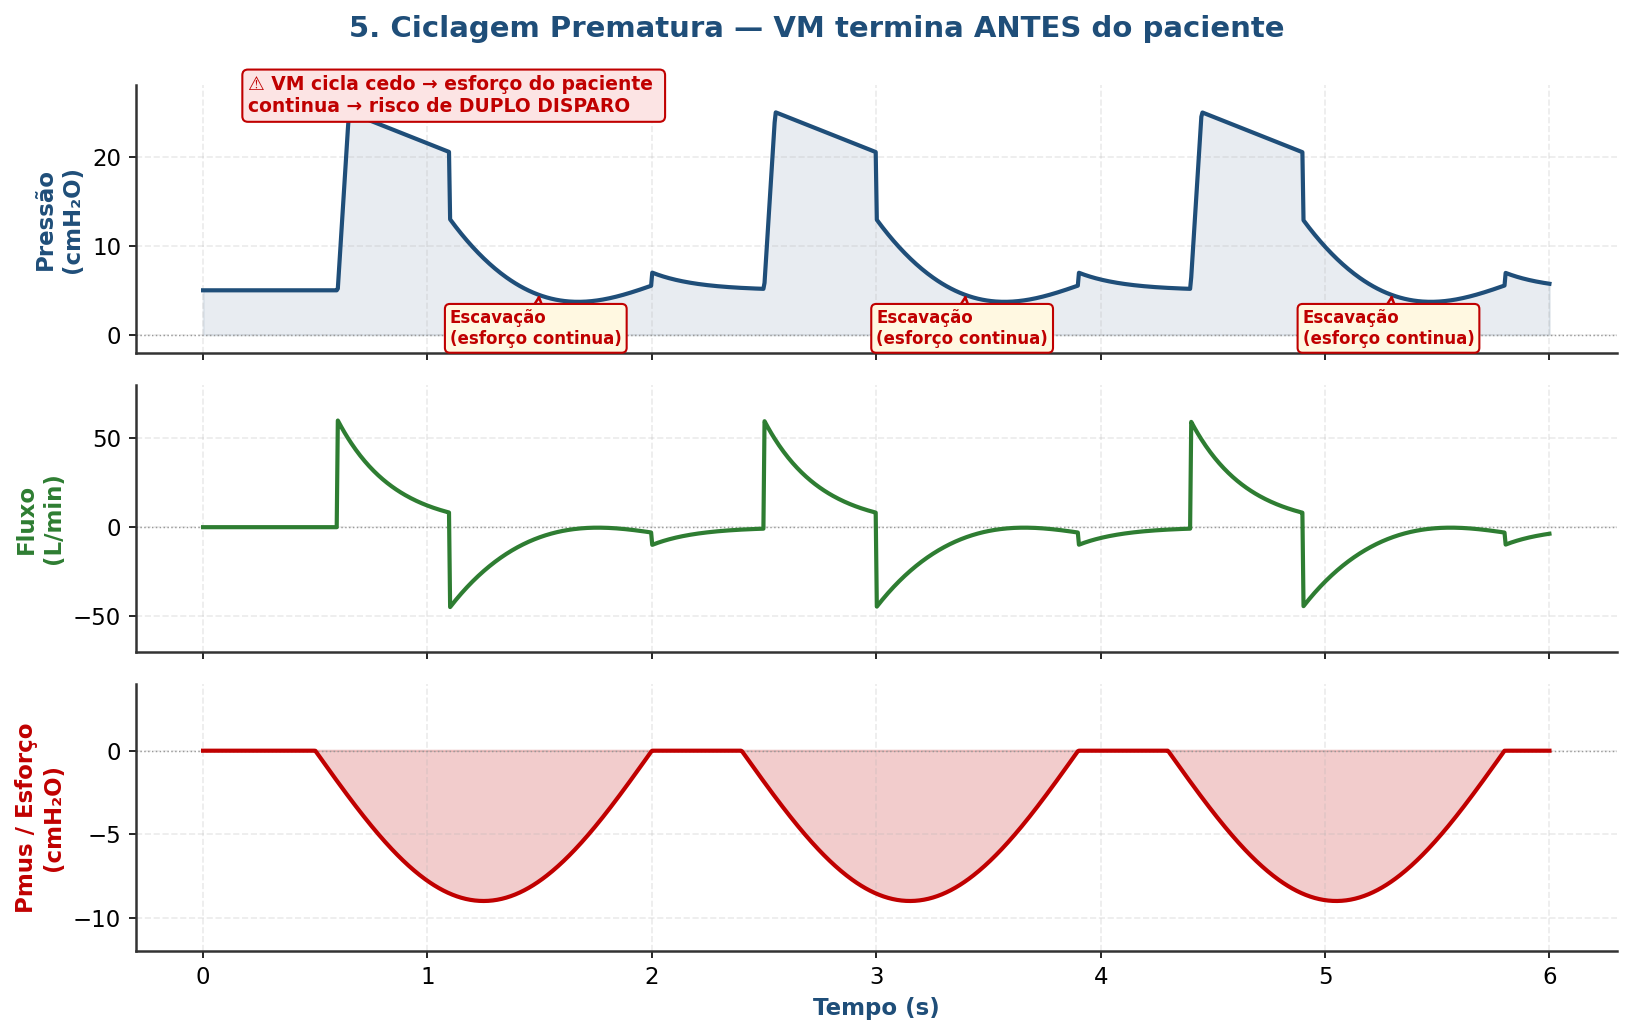 5. Ciclagem Prematura — VM termina ANTES do paciente
⚠ VM cicla cedo → esforço do paciente
continua → risco de DUPLO DISPARO
Pressão
(cmH₂O)
20
10
0
Escavação
(esforço continua)
Escavação
(esforço continua)
Escavação
(esforço continua)
Fluxo
(L/min)
50
0
−50
Pmus / Esforço
(cmH₂O)
0
−5
−10
0 1 2 3 4 5 6
Tempo (s)